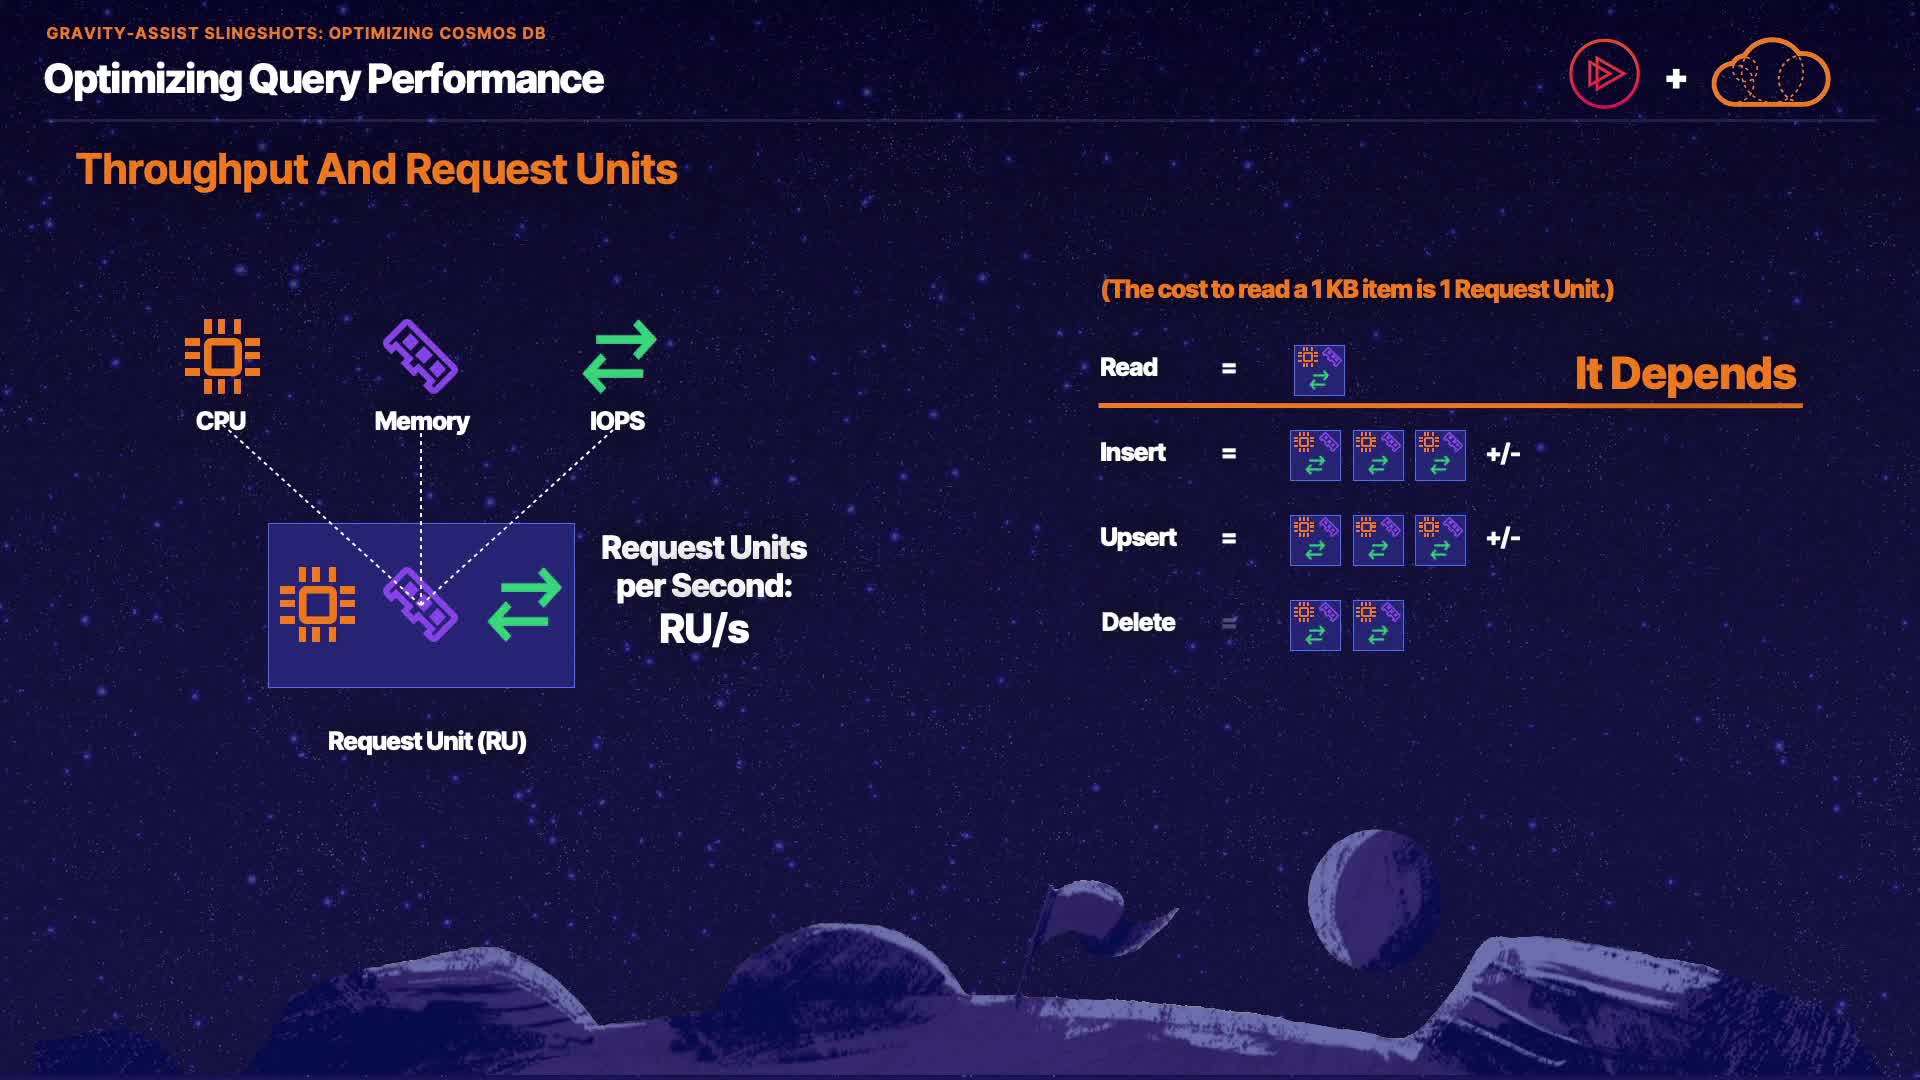 GRAVITY-ASSIST SLINGSHOTS: OPTIMIZING COSMOS DB
Optimizing Query Performance
+
Throughput And Request Units
CPU
Memory
IOPS
Request Units
per Second:
RU/s
Request Unit (RU)
(The cost to read a 1 KB item is 1 Request Unit.)
Read =
It Depends
Insert = +/-
Upsert = +/-
Delete =